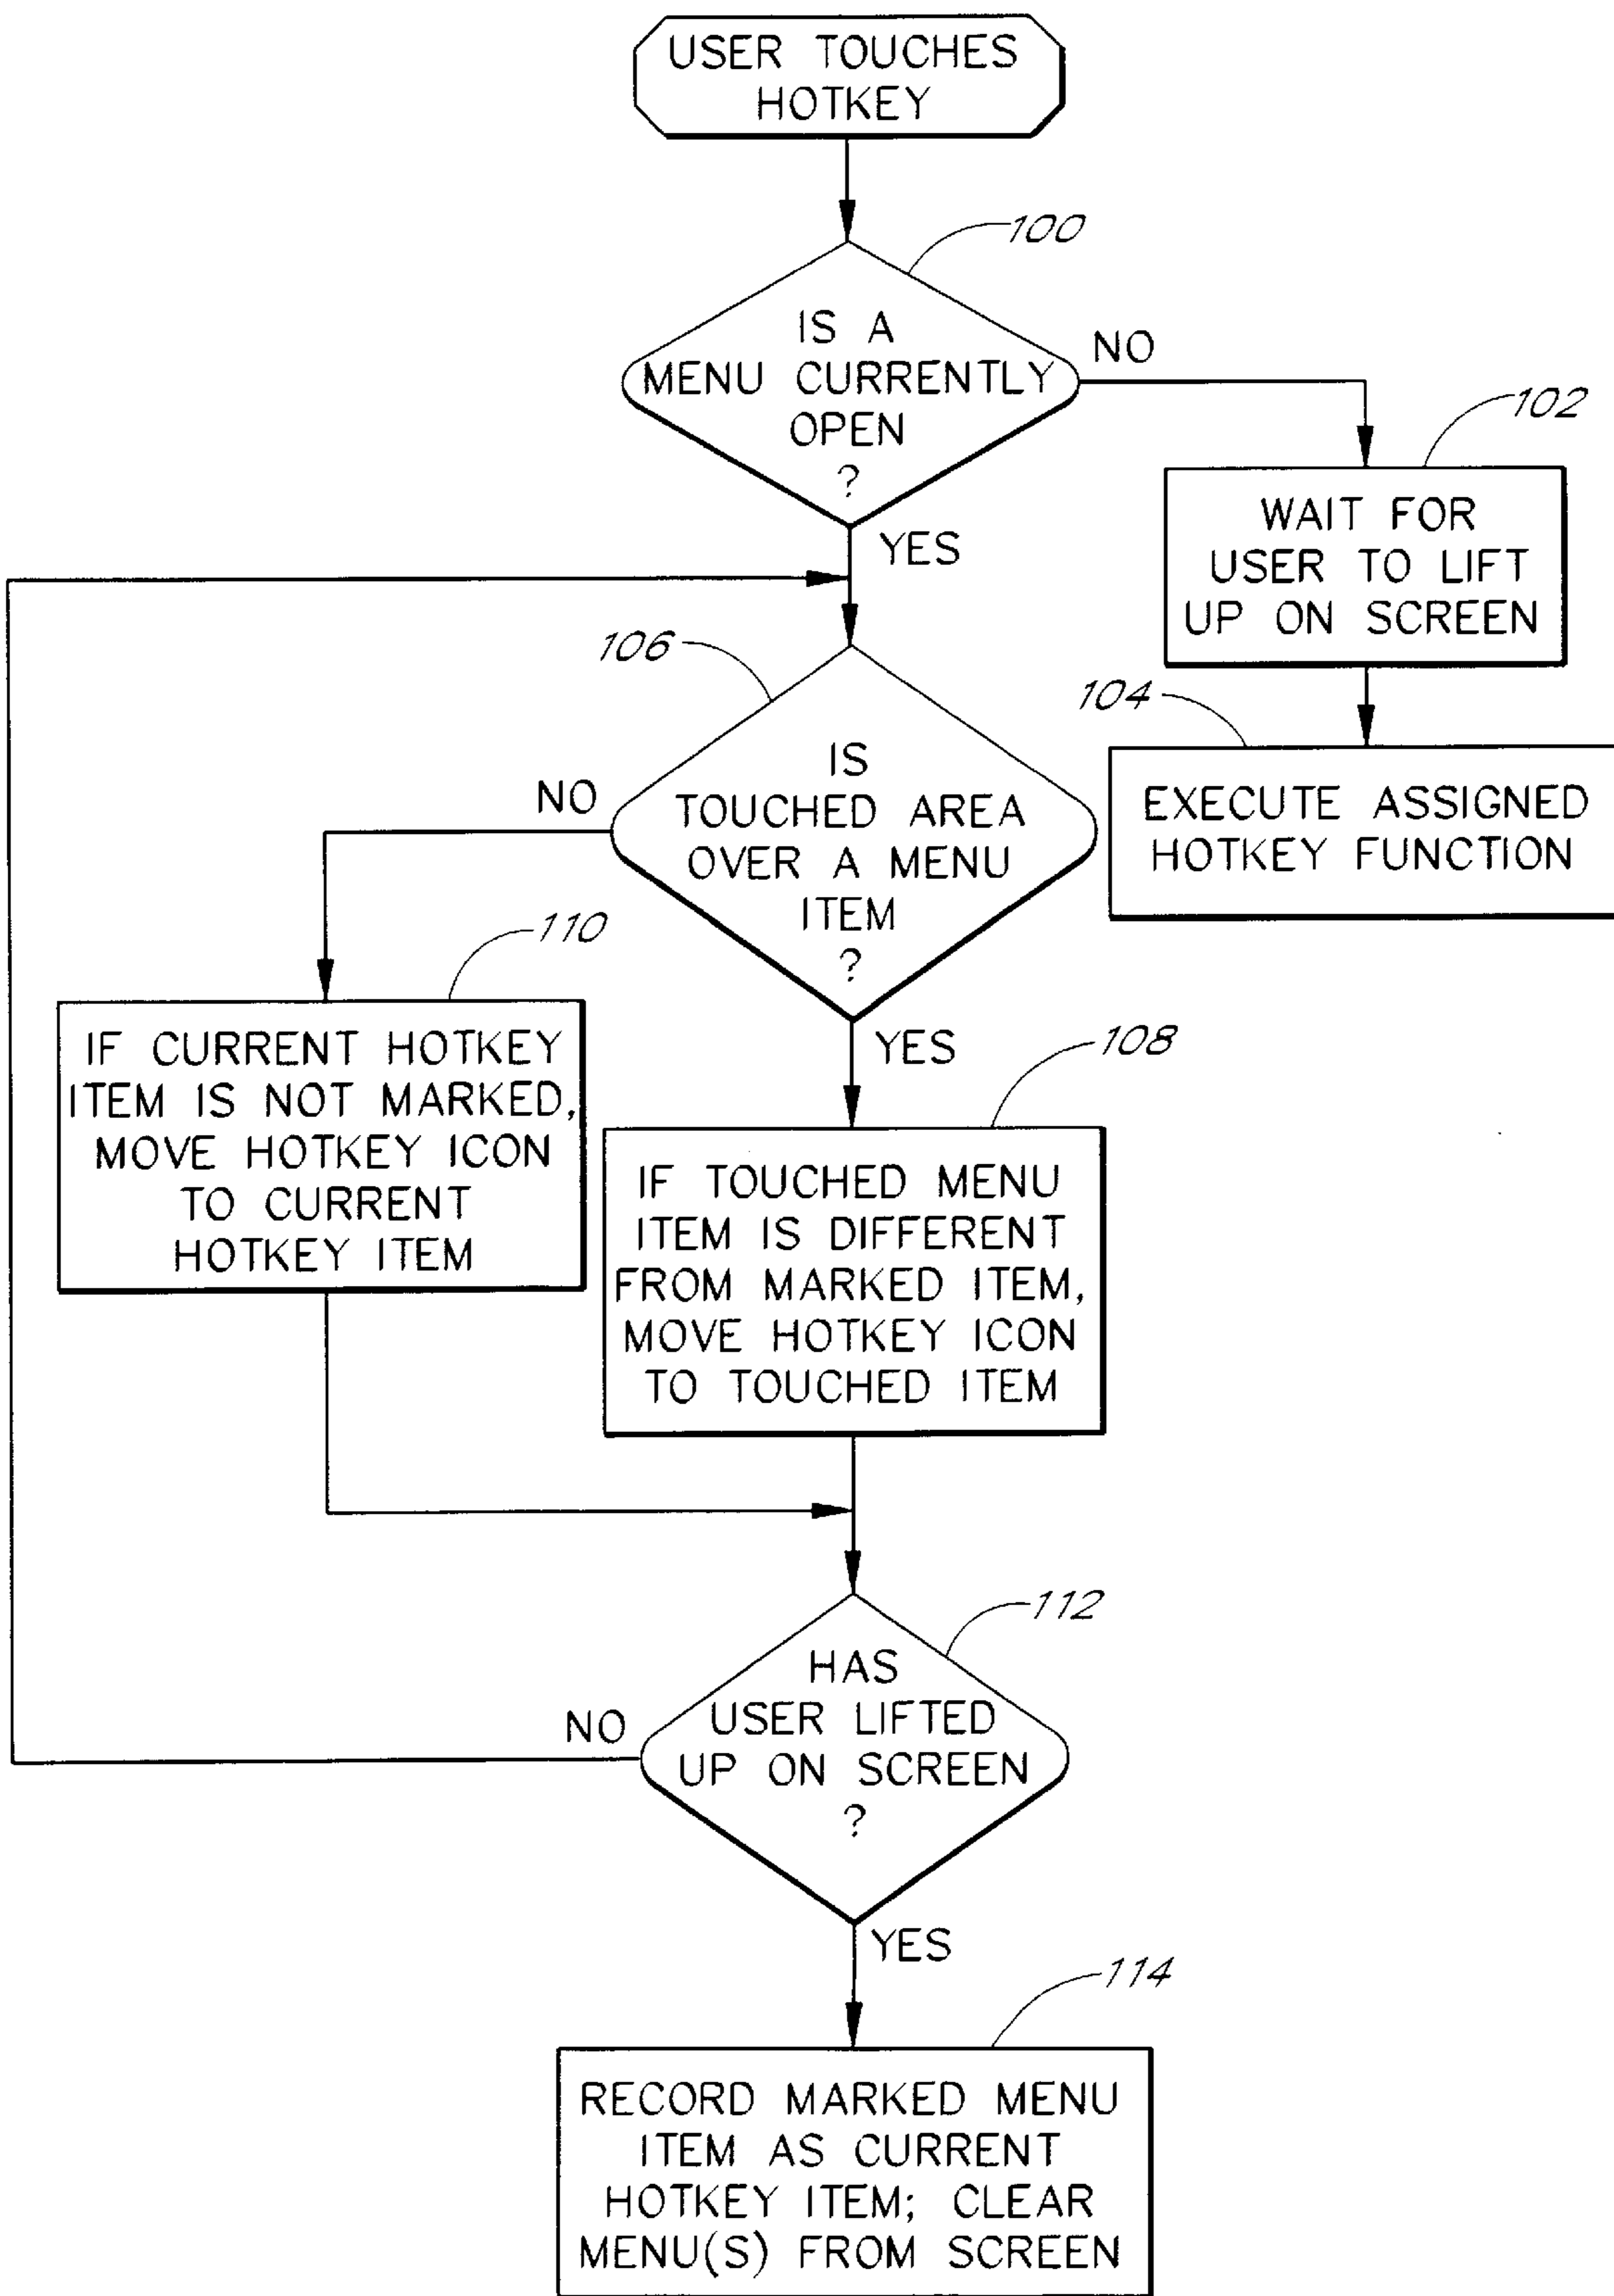 USER TOUCHES
HOTKEY
100
IS A
MENU CURRENTLY
OPEN
?
NO
YES
102
WAIT FOR
USER TO LIFT
UP ON SCREEN
104
EXECUTE ASSIGNED
HOTKEY FUNCTION
106
IS
TOUCHED AREA
OVER A MENU
ITEM
?
NO
YES
110
IF CURRENT HOTKEY
ITEM IS NOT MARKED,
MOVE HOTKEY ICON
TO CURRENT
HOTKEY ITEM
108
IF TOUCHED MENU
ITEM IS DIFFERENT
FROM MARKED ITEM,
MOVE HOTKEY ICON
TO TOUCHED ITEM
112
HAS
USER LIFTED
UP ON SCREEN
?
NO
YES
114
RECORD MARKED MENU
ITEM AS CURRENT
HOTKEY ITEM; CLEAR
MENU(S) FROM SCREEN